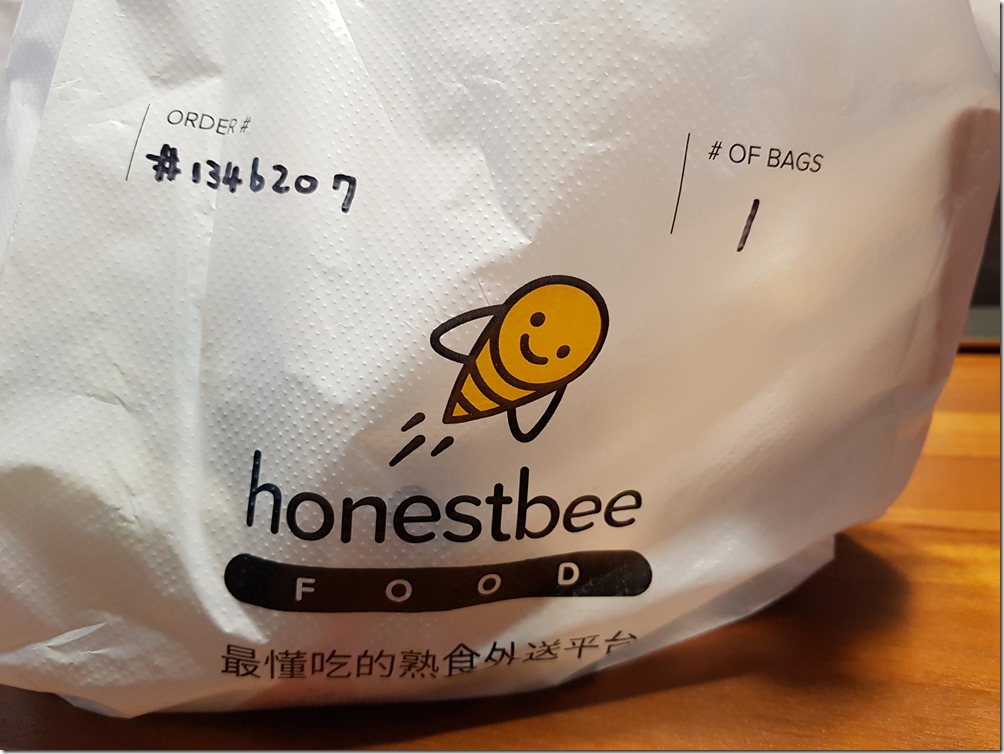 ORDER #
#1346207
# OF BAGS
1
honestbee
FOOD
最懂吃的熟食外送平台